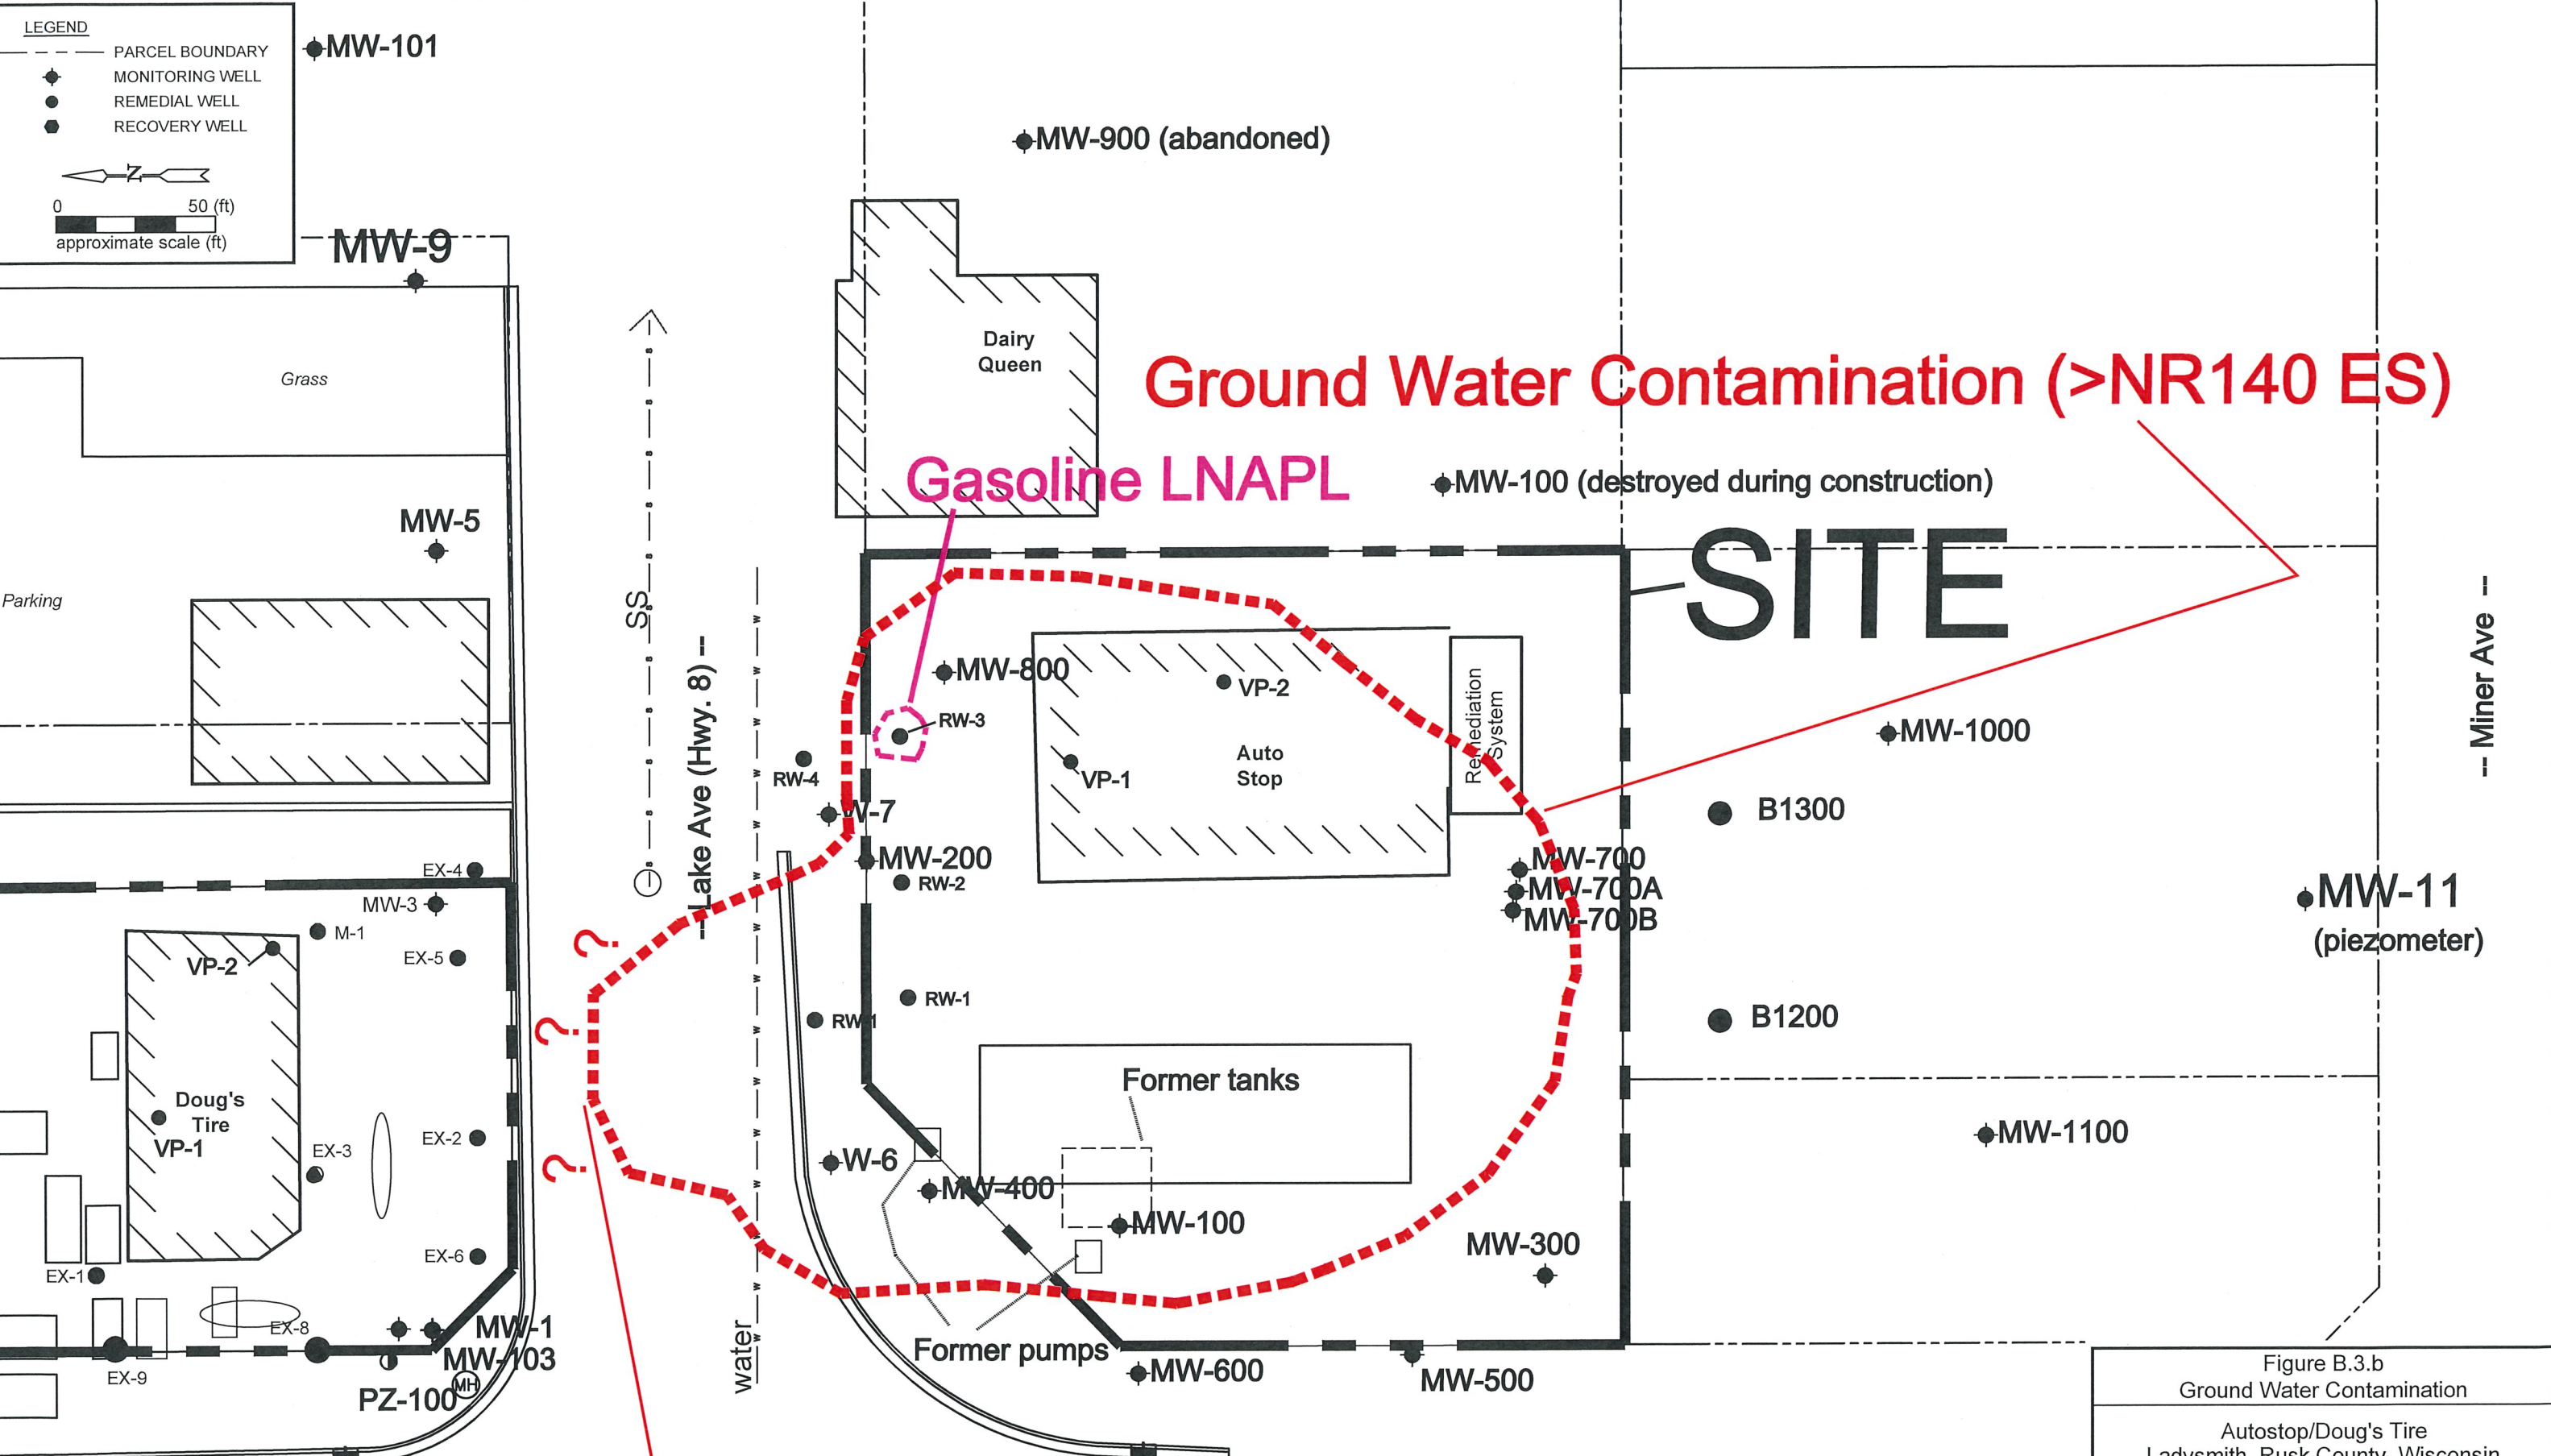 LEGEND
PARCEL BOUNDARY
MONITORING WELL
REMEDIAL WELL
RECOVERY WELL
N
0 50 (ft)
approximate scale (ft)
MW-101
MW-900 (abandoned)
MW-9
Grass
Dairy
Queen
Ground Water Contamination (>NR140 ES)
Gasoline LNAPL
MW-100 (destroyed during construction)
MW-5
SITE
Parking
SS
-- Lake Ave (Hwy. 8) --
-- Miner Ave --
MW-800
VP-2
RW-3
Remediation
System
MW-1000
RW-4
VP-1
Auto
Stop
W-7
B1300
MW-200
RW-2
MW-700
MW-700A
MW-700B
MW-11
(piezometer)
EX-4
MW-3
M-1
EX-5
VP-2
?
?
?
RW-1
RW-1
B1200
Former tanks
Doug's
Tire
VP-1
EX-2
EX-3
W-6
MW-400
MW-100
MW-1100
MW-300
EX-6
EX-1
EX-8
MW-1
MW-103
EX-9
PZ-100
MH
water
Former pumps
MW-600
MW-500
Figure B.3.b
Ground Water Contamination
Autostop/Doug's Tire
Ladysmith, Rusk County, Wisconsin